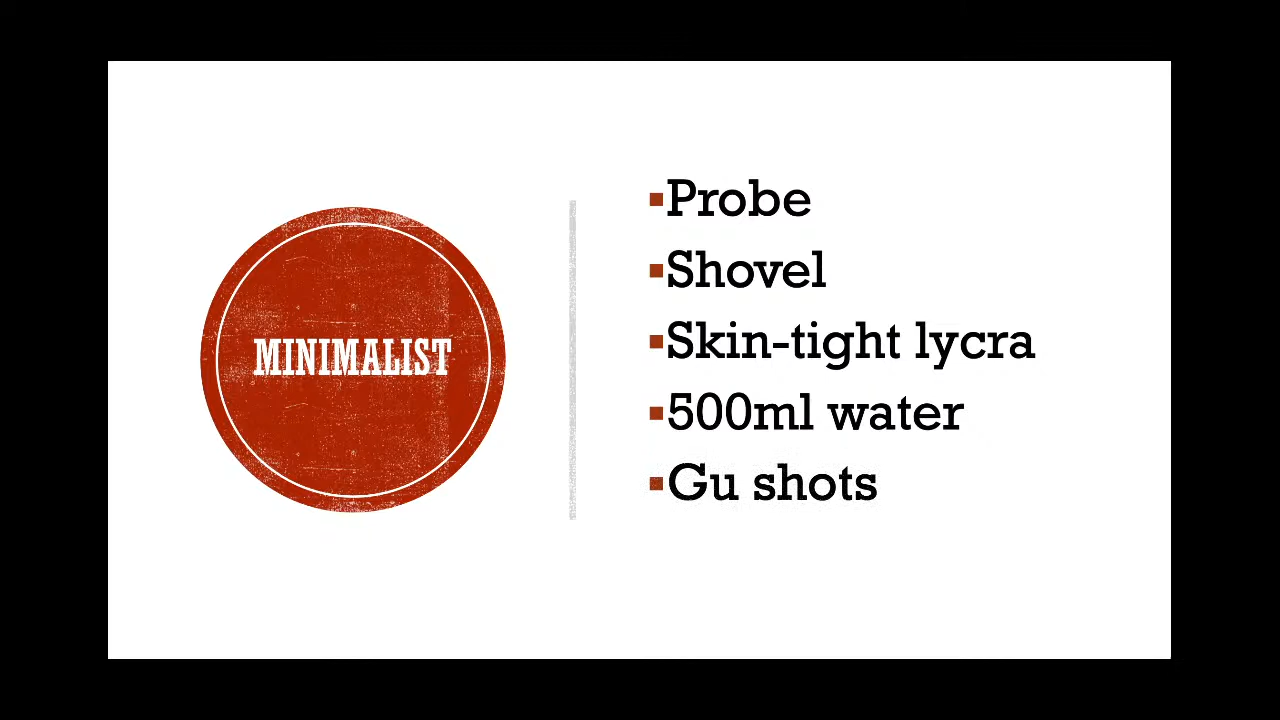 MINIMALIST
Probe
Shovel
Skin-tight lycra
500ml water
Gu shots